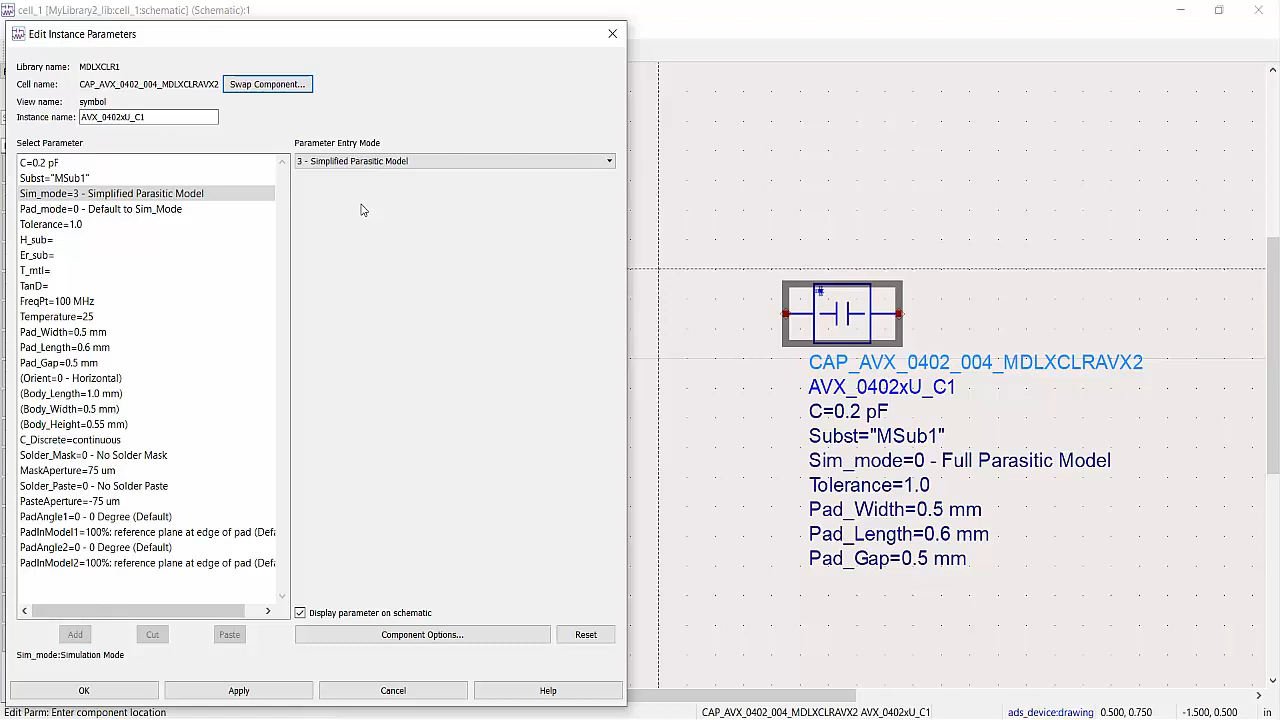 cell_1 [MyLibrary2_lib:cell_1:schematic] (Schematic):1
Edit Instance Parameters
Library name: MDLXCLR1
Cell name: CAP_AVX_0402_004_MDLXCLRAVX2 Swap Component...
View name: symbol
Instance name: AVX_0402xU_C1
Select Parameter
Parameter Entry Mode
C=0.2 pF
3 - Simplified Parasitic Model
Subst="MSub1"
Sim_mode=3 - Simplified Parasitic Model
Pad_mode=0 - Default to Sim_Mode
Tolerance=1.0
H_sub=
Er_sub=
T_mtl=
TanD=
FreqPt=100 MHz
Temperature=25
Pad_Width=0.5 mm
Pad_Length=0.6 mm
Pad_Gap=0.5 mm
(Orient=0 - Horizontal)
(Body_Length=1.0 mm)
(Body_Width=0.5 mm)
(Body_Height=0.55 mm)
C_Discrete=continuous
Solder_Mask=0 - No Solder Mask
MaskAperture=75 um
Solder_Paste=0 - No Solder Paste
PasteAperture=-75 um
PadAngle1=0 - 0 Degree (Default)
PadInModel1=100%: reference plane at edge of pad (Defa
PadAngle2=0 - 0 Degree (Default)
PadInModel2=100%: reference plane at edge of pad (Defa
Display parameter on schematic
Add Cut Paste Component Options... Reset
Sim_mode:Simulation Mode
OK Apply Cancel Help
CAP_AVX_0402_004_MDLXCLRAVX2
AVX_0402xU_C1
C=0.2 pF
Subst="MSub1"
Sim_mode=0 - Full Parasitic Model
Tolerance=1.0
Pad_Width=0.5 mm
Pad_Length=0.6 mm
Pad_Gap=0.5 mm
Edit Parm: Enter component location
CAP_AVX_0402_004_MDLXCLRAVX2 AVX_0402xU_C1
ads_device:drawing 0.500, 0.750 -1.500, 0.500 in